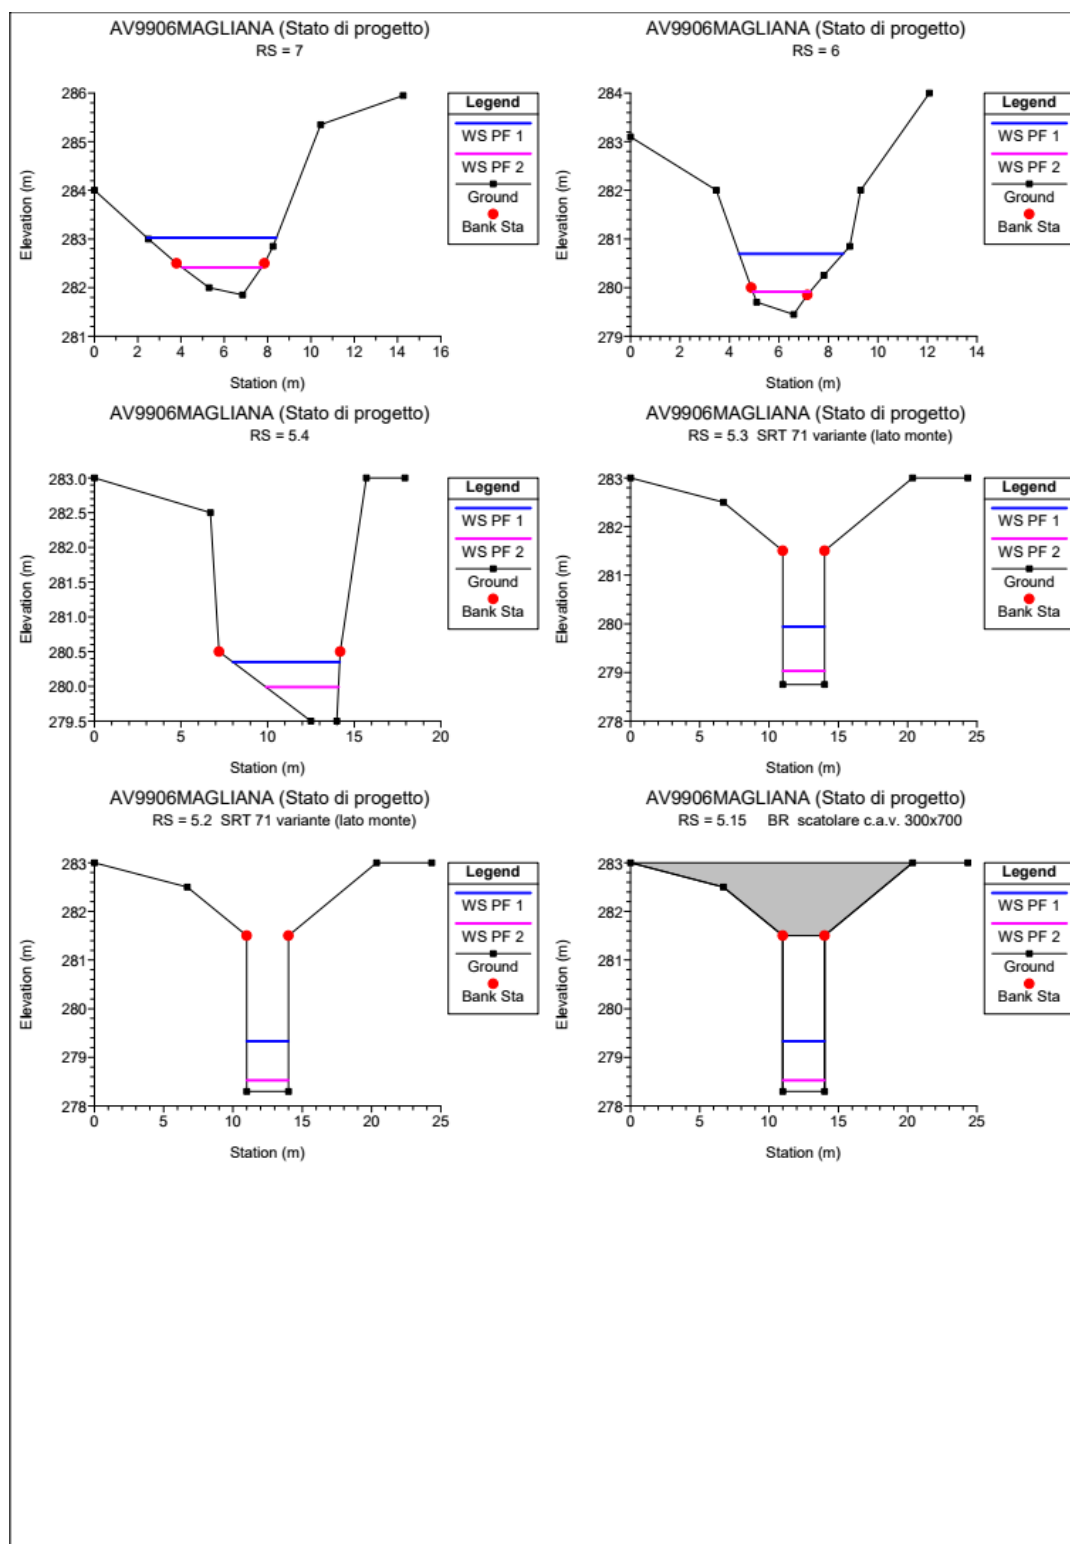 AV9906MAGLIANA (Stato di progetto)
RS = 7
286
285
284
283
282
281
Elevation (m)
0 2 4 6 8 10 12 14 16
Station (m)
Legend
WS PF 1
WS PF 2
Ground
Bank Sta
AV9906MAGLIANA (Stato di progetto)
RS = 6
284
283
282
281
280
279
Elevation (m)
0 2 4 6 8 10 12 14
Station (m)
Legend
WS PF 1
WS PF 2
Ground
Bank Sta
AV9906MAGLIANA (Stato di progetto)
RS = 5.4
283.0
282.5
282.0
281.5
281.0
280.5
280.0
279.5
Elevation (m)
0 5 10 15 20
Station (m)
Legend
WS PF 1
WS PF 2
Ground
Bank Sta
AV9906MAGLIANA (Stato di progetto)
RS = 5.3 SRT 71 variante (lato monte)
283
282
281
280
279
278
Elevation (m)
0 5 10 15 20 25
Station (m)
Legend
WS PF 1
WS PF 2
Ground
Bank Sta
AV9906MAGLIANA (Stato di progetto)
RS = 5.2 SRT 71 variante (lato monte)
283
282
281
280
279
278
Elevation (m)
0 5 10 15 20 25
Station (m)
Legend
WS PF 1
WS PF 2
Ground
Bank Sta
AV9906MAGLIANA (Stato di progetto)
RS = 5.15 BR scatolare c.a.v. 300x700
283
282
281
280
279
278
Elevation (m)
0 5 10 15 20 25
Station (m)
Legend
WS PF 1
WS PF 2
Ground
Bank Sta